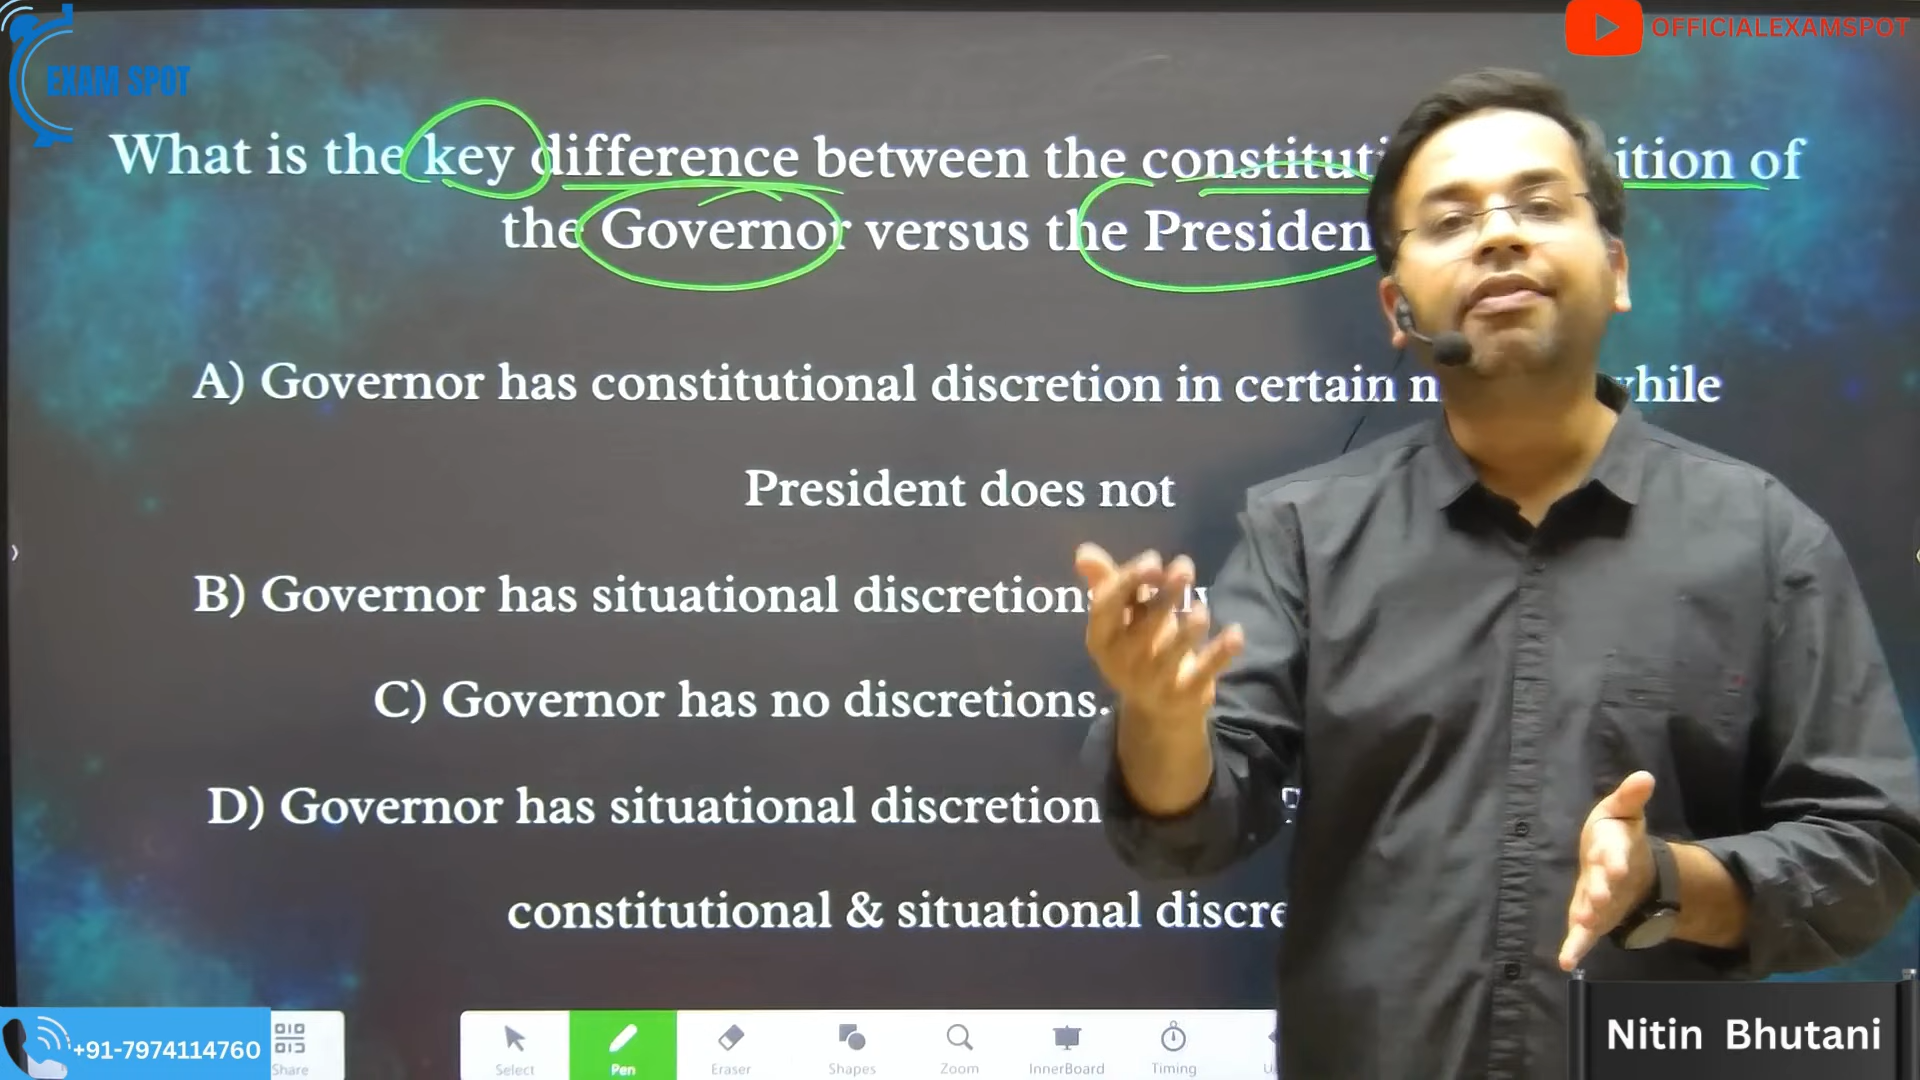 EXAM SPOT
OFFICIALEXAMSPOT
What is the key difference between the constituti ition of
the Governor versus the Presiden
A) Governor has constitutional discretion in certain while
President does not
B) Governor has situational discretions
C) Governor has no discretions.
D) Governor has situational discretion
constitutional & situational discre
+91-7974114760
Share
Select
Pen
Eraser
Shapes
Zoom
InnerBoard
Timing
Nitin Bhutani